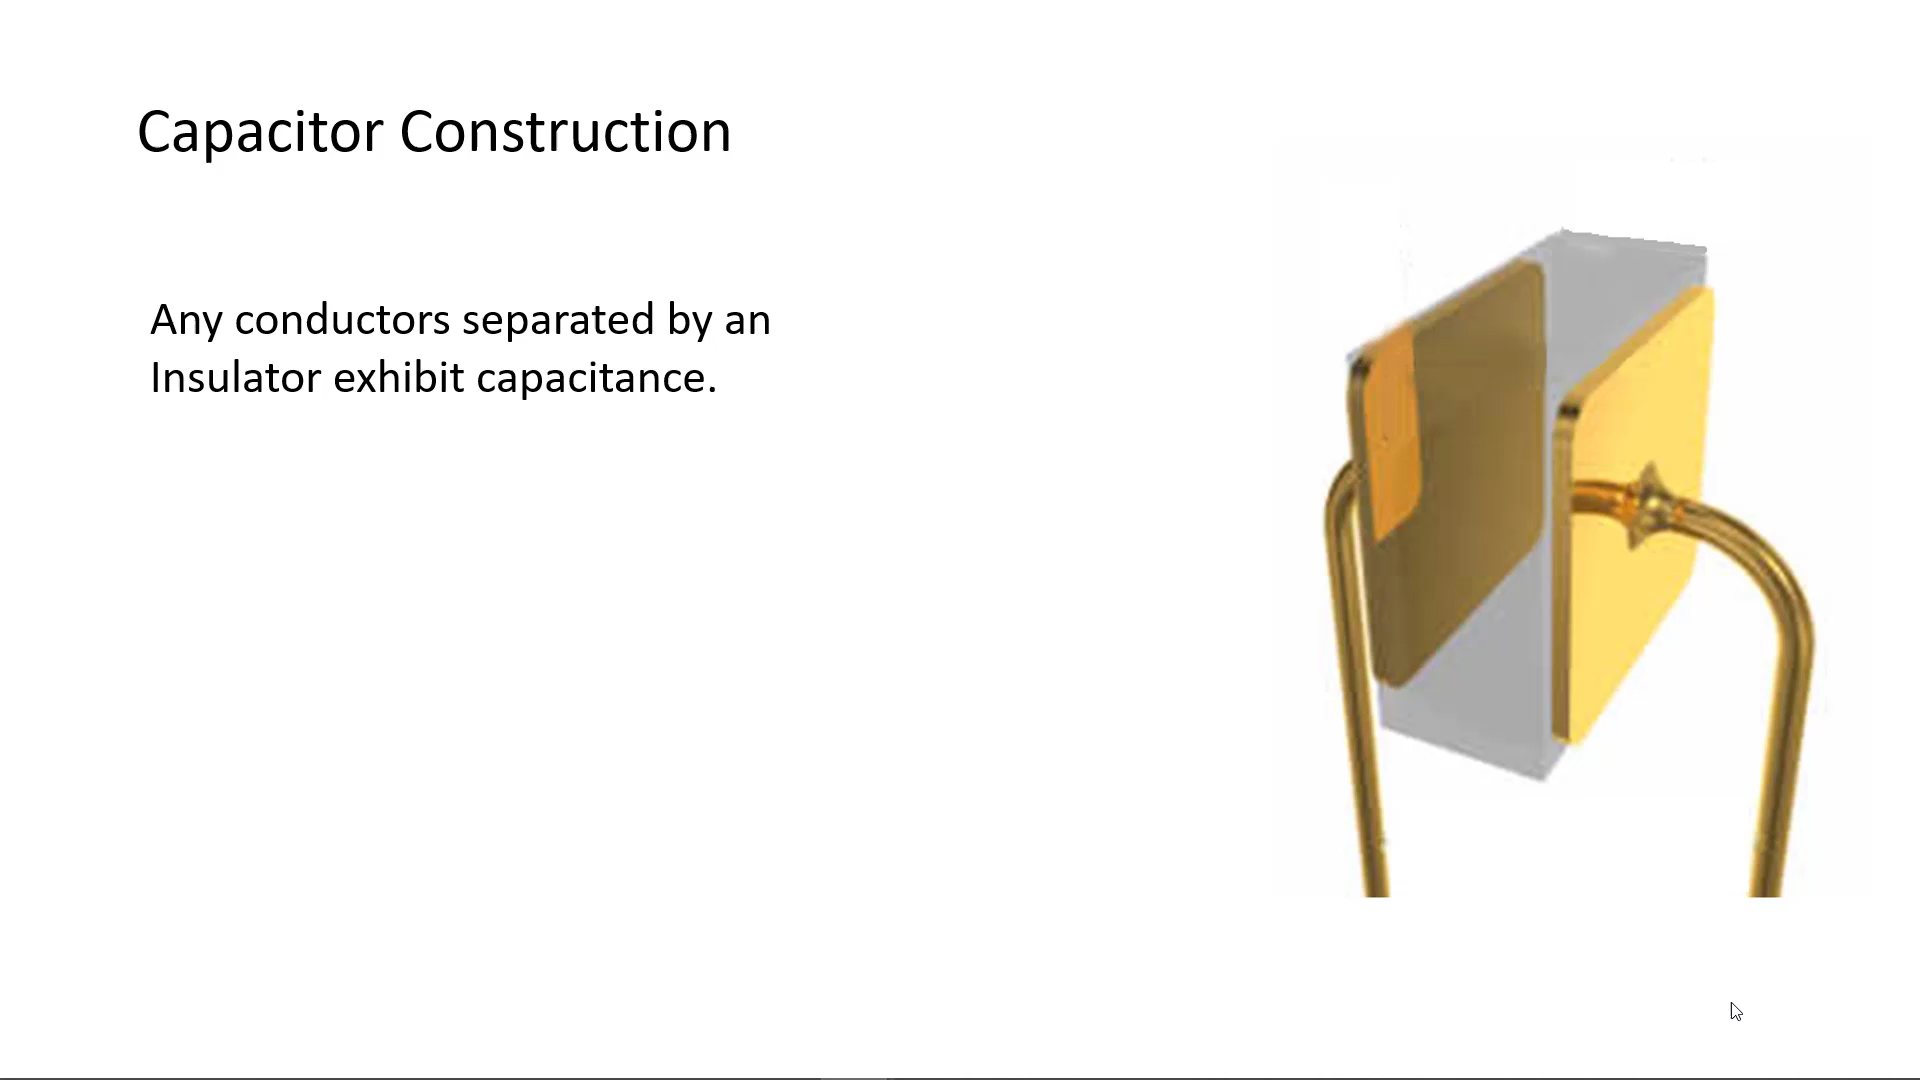 Capacitor Construction
Any conductors separated by an
Insulator exhibit capacitance.